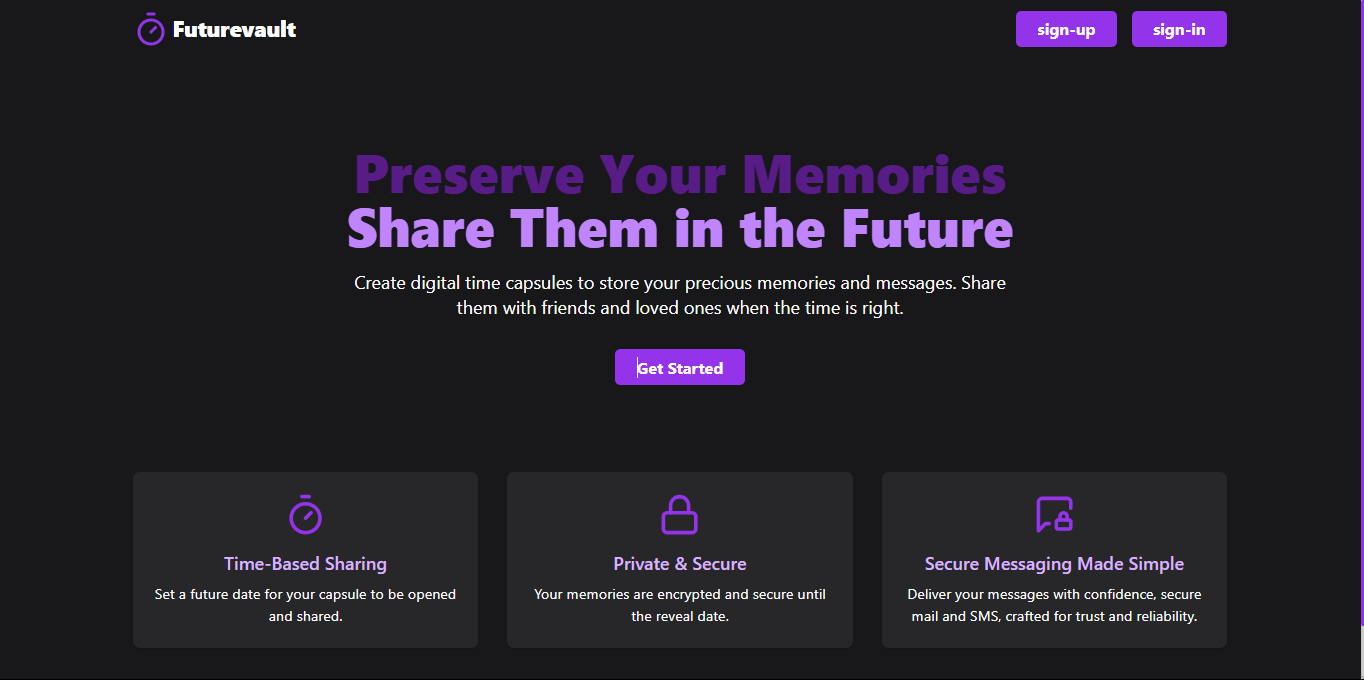 Futurevault
sign-up
sign-in
Preserve Your Memories
Share Them in the Future
Create digital time capsules to store your precious memories and messages. Share
them with friends and loved ones when the time is right.
Get Started
Time-Based Sharing
Set a future date for your capsule to be opened
and shared.
Private & Secure
Your memories are encrypted and secure until
the reveal date.
Secure Messaging Made Simple
Deliver your messages with confidence, secure
mail and SMS, crafted for trust and reliability.